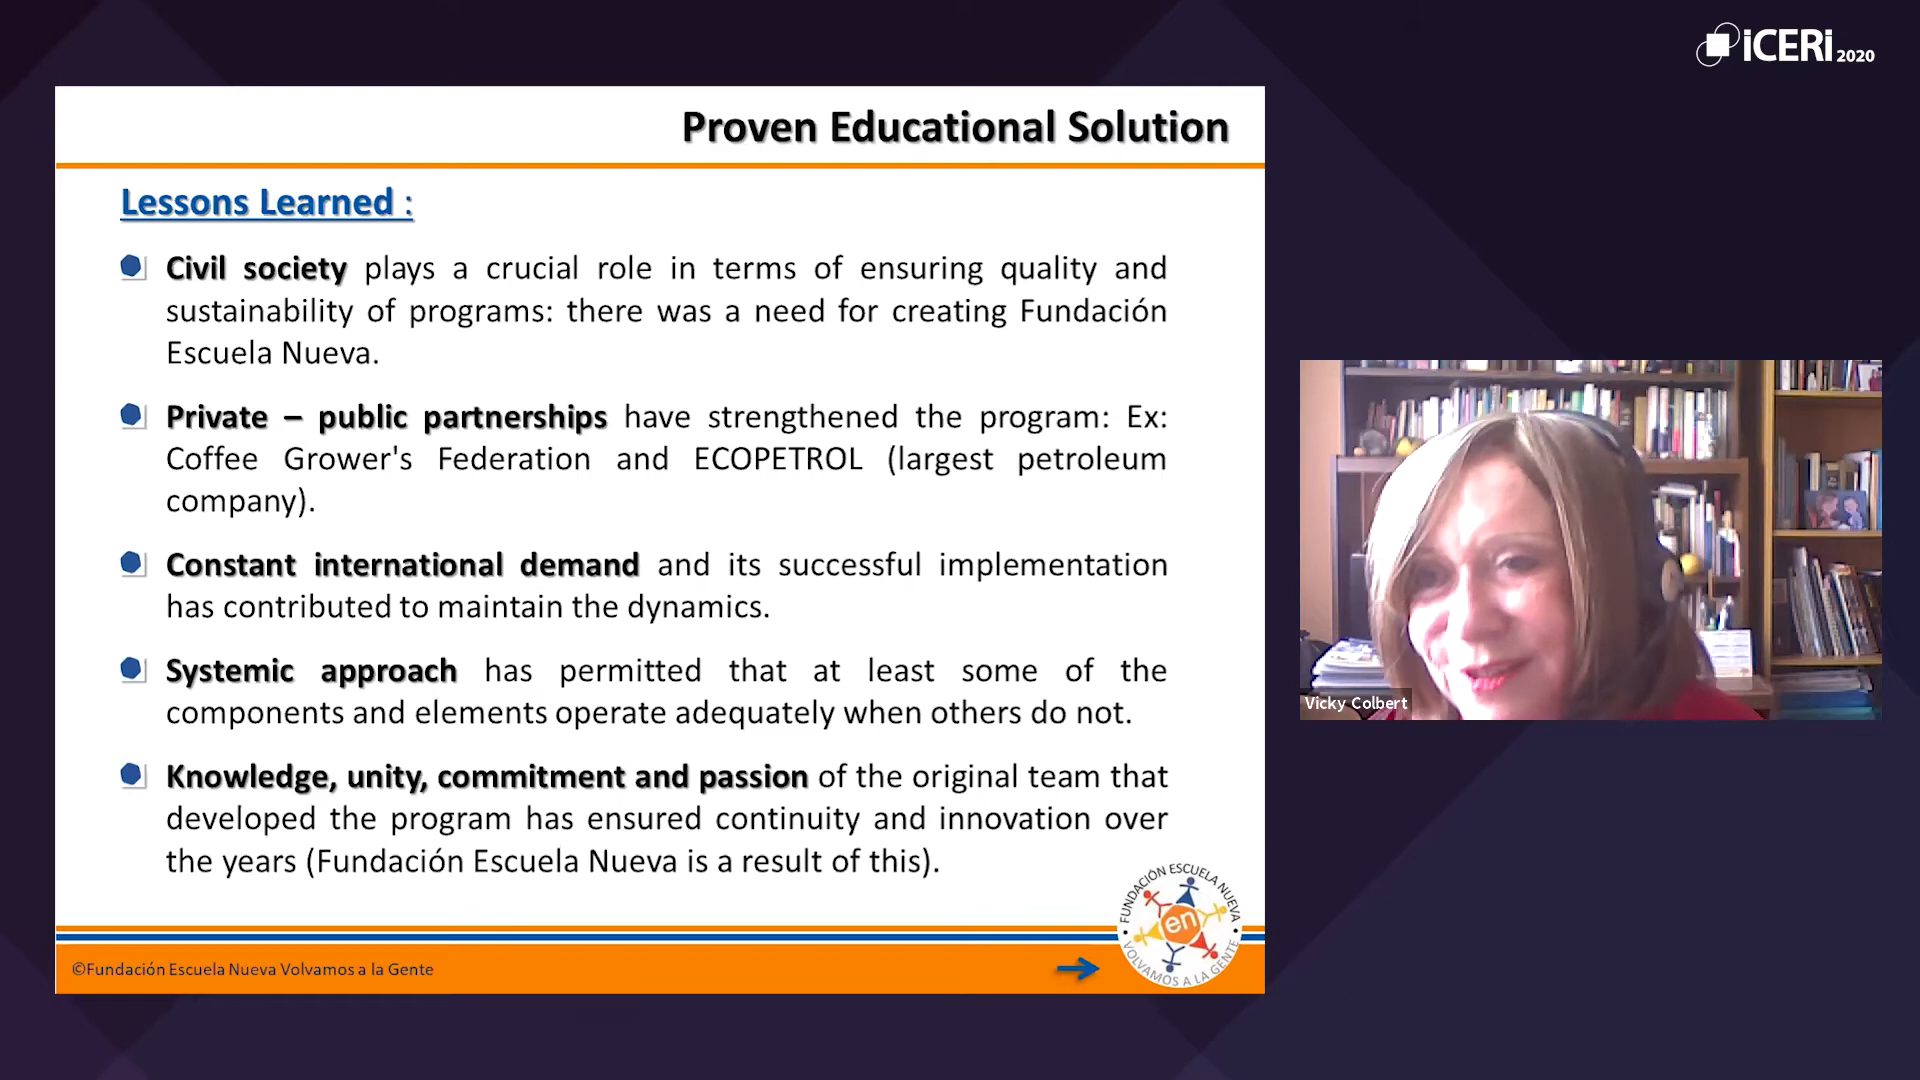 iCERi 2020
Proven Educational Solution
Lessons Learned :
Civil society plays a crucial role in terms of ensuring quality and
sustainability of programs: there was a need for creating Fundación
Escuela Nueva.
Private – public partnerships have strengthened the program: Ex:
Coffee Grower's Federation and ECOPETROL (largest petroleum
company).
Constant international demand and its successful implementation
has contributed to maintain the dynamics.
Systemic approach has permitted that at least some of the
components and elements operate adequately when others do not.
Knowledge, unity, commitment and passion of the original team that
developed the program has ensured continuity and innovation over
the years (Fundación Escuela Nueva is a result of this).
©Fundación Escuela Nueva Volvamos a la Gente
FUNDACIÓN ESCUELA NUEVA
en
VOLVAMOS A LA GENTE
Vicky Colbert